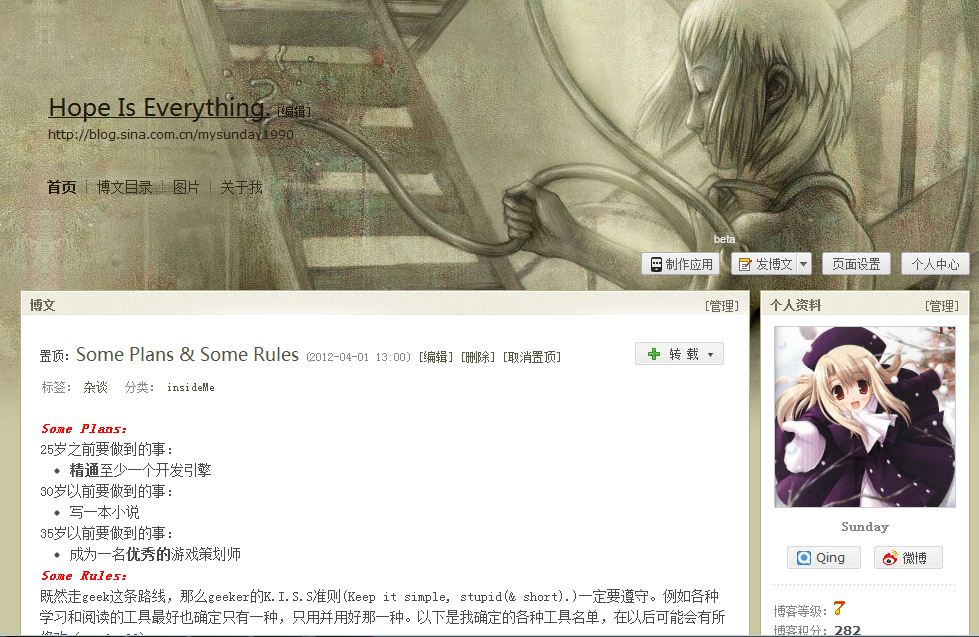 Hope Is Everything. [编辑]
http://blog.sina.com.cn/mysunday1990
首页 博文目录 图片 关于我
beta
制作应用 发博文 页面设置 个人中心
博文 [管理]
置顶: Some Plans & Some Rules (2012-04-01 13:00) [编辑] [删除] [取消置顶]
转 载
标签: 杂谈 分类: insideMe
Some Plans:
25岁之前要做到的事:
• 精通至少一个开发引擎
30岁以前要做到的事:
• 写一本小说
35岁以前要做到的事:
• 成为一名优秀的游戏策划师
Some Rules:
既然走geek这条路线，那么geeker的K.I.S.S准则(Keep it simple, stupid(& short).)一定要遵守。例如各种
学习和阅读的工具最好也确定只有一种，只用并用好那一种。以下是我确定的各种工具名单，在以后可能会有所
个人资料 [管理]
Sunday
Qing 微博
博客等级: 7
博客积分: 282